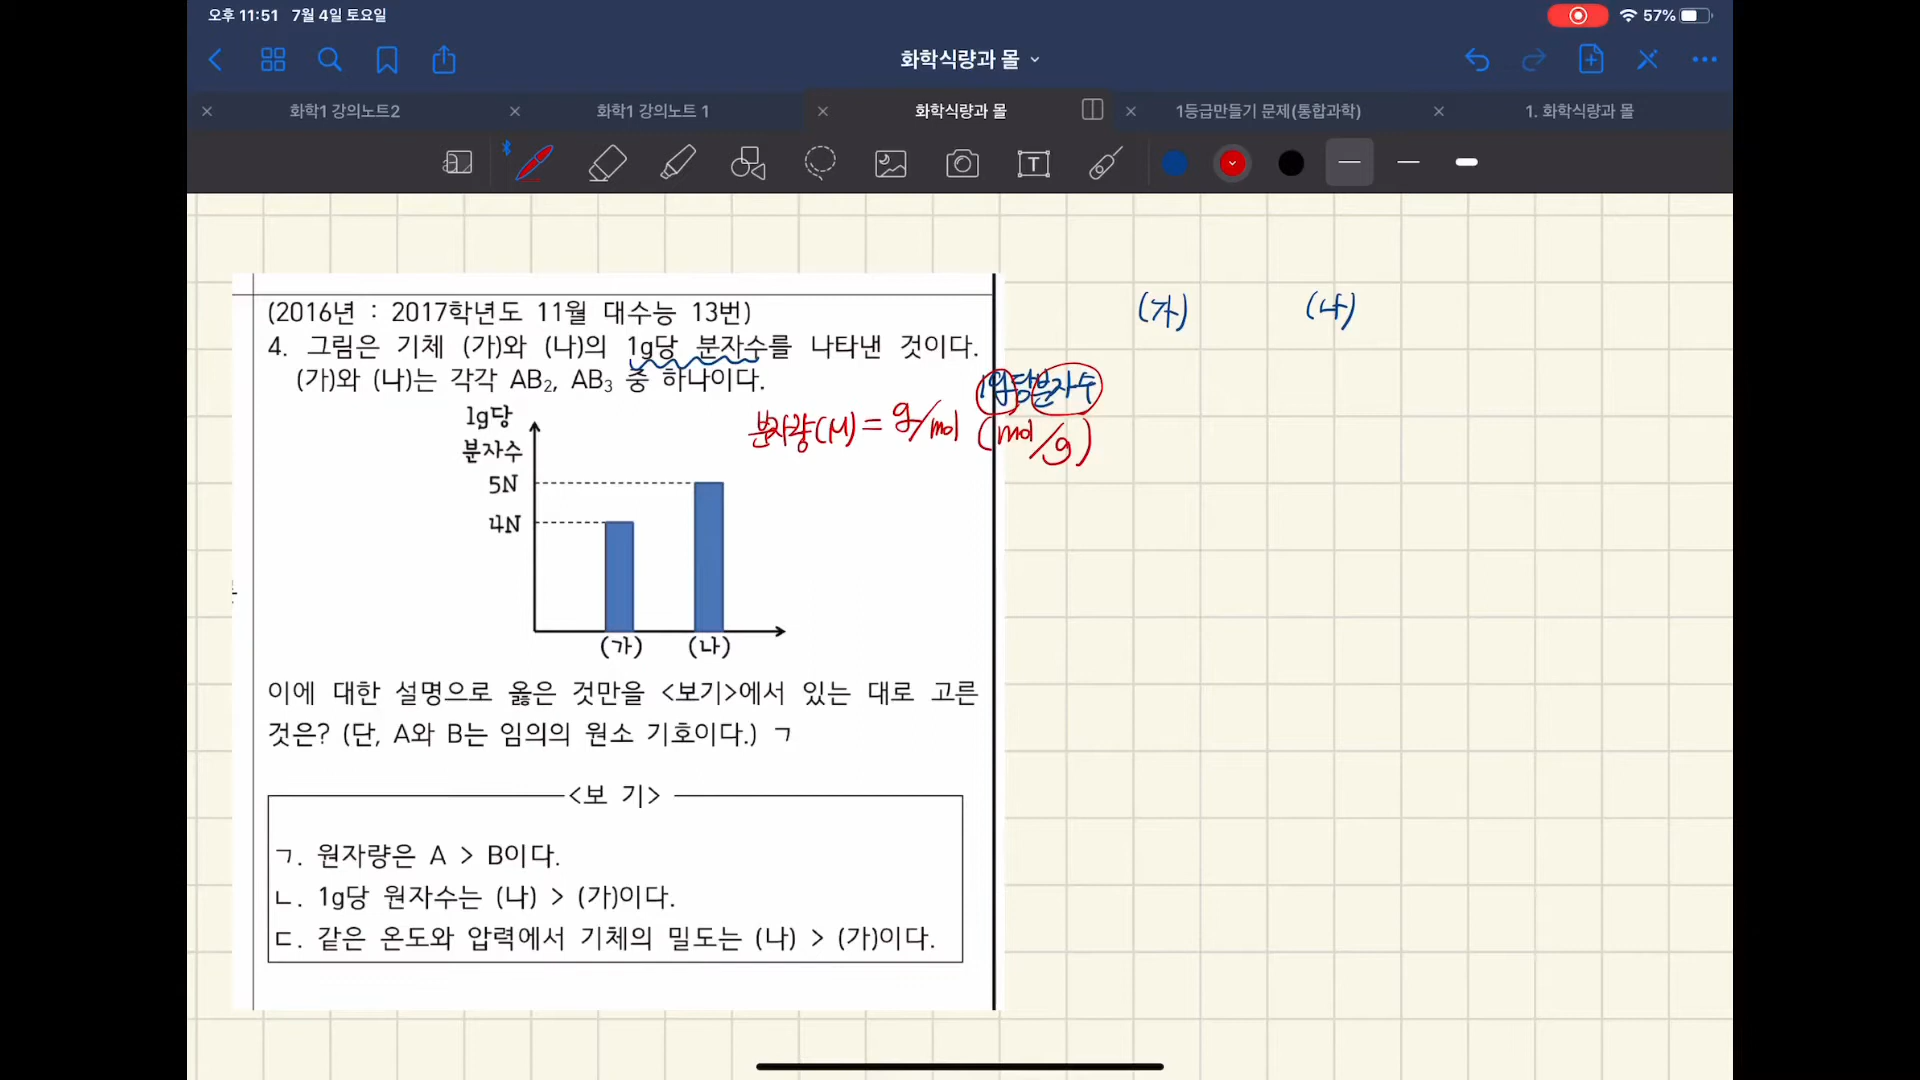 오후 11:51 7월 4일 토요일
57%
화학식량과 몰
화학1 강의노트2
화학1 강의노트 1
화학식량과 몰
1등급만들기 문제(통합과학)
1. 화학식량과 몰
T
(2016년 : 2017학년도 11월 대수능 13번)
4. 그림은 기체 (가)와 (나)의 1g당 분자수를 나타낸 것이다.
(가)와 (나)는 각각 AB₂, AB₃ 중 하나이다.
(가) (나)
1g당분자수
분자량(M) = g/mol (mol/g)
1g당
분자수
5N
4N
(가) (나)
이에 대한 설명으로 옳은 것만을 <보기>에서 있는 대로 고른
것은? (단, A와 B는 임의의 원소 기호이다.) ㄱ
<보 기>
ㄱ. 원자량은 A > B이다.
ㄴ. 1g당 원자수는 (나) > (가)이다.
ㄷ. 같은 온도와 압력에서 기체의 밀도는 (나) > (가)이다.